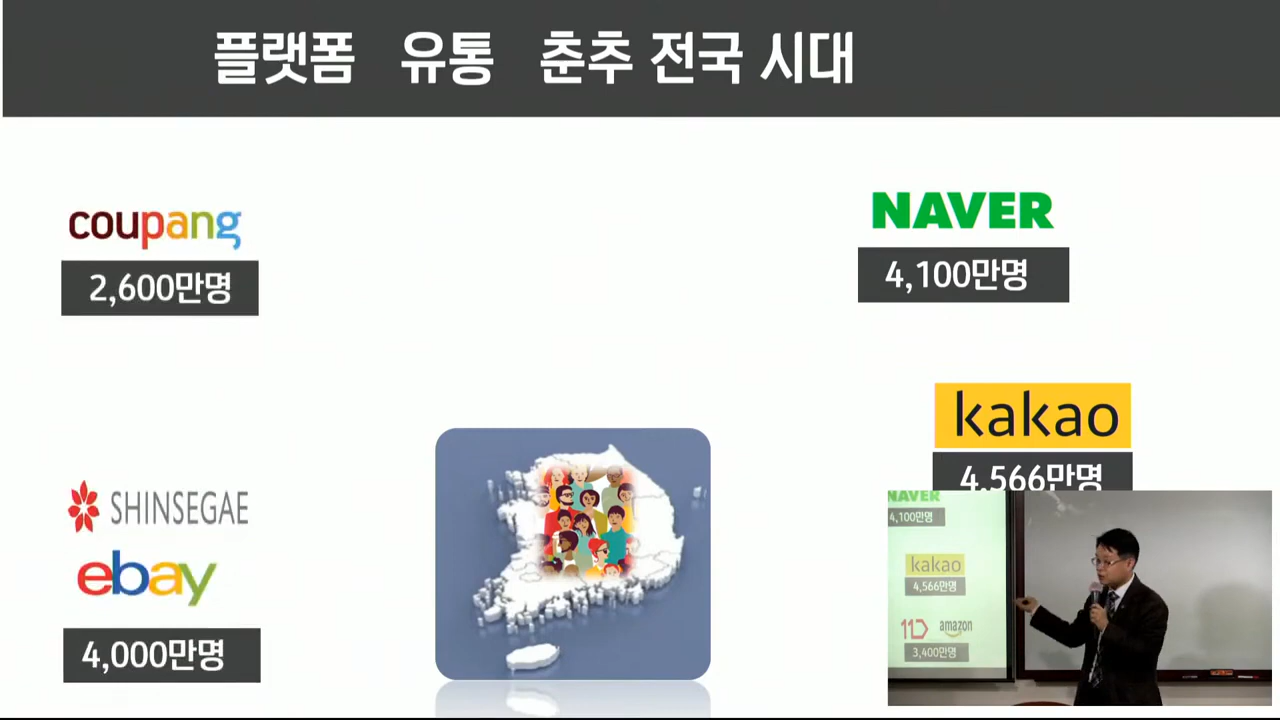 플랫폼 유통 춘추 전국 시대
coupang
2,600만명
NAVER
4,100만명
kakao
4,566만명
SHINSEGAE
ebay
4,000만명
NAVER
4,100만명
kakao
4,566만명
11D amazon
3,400만명